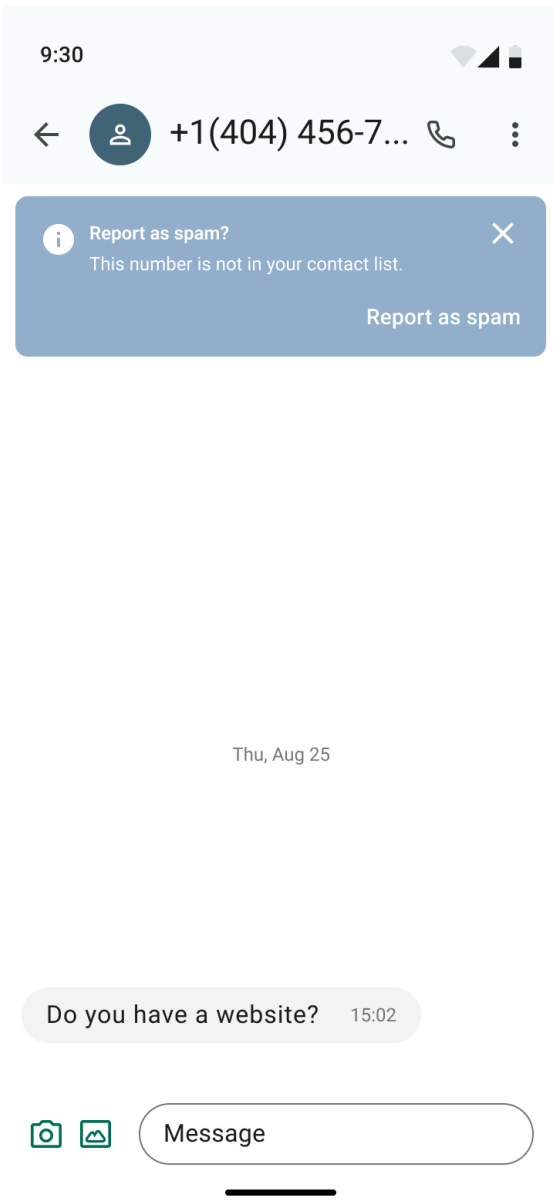 9:30
+1(404) 456-7...
Report as spam?
This number is not in your contact list.
Report as spam
Thu, Aug 25
Do you have a website? 15:02
Message